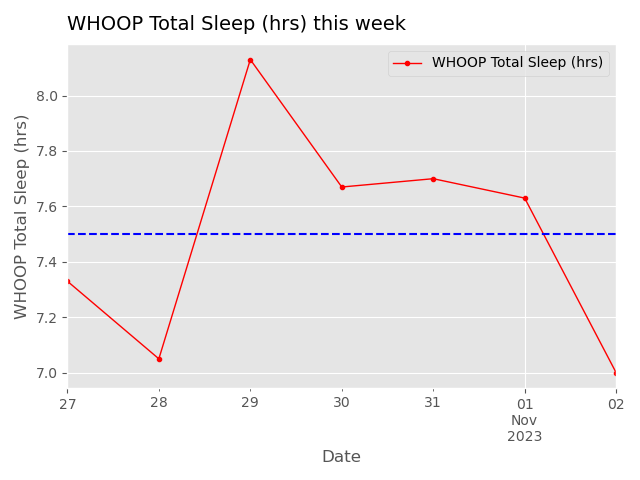 WHOOP Total Sleep (hrs) this week
WHOOP Total Sleep (hrs)
WHOOP Total Sleep (hrs)
8.0
7.8
7.6
7.4
7.2
7.0
27
28
29
30
31
01
02
Nov
2023
Date